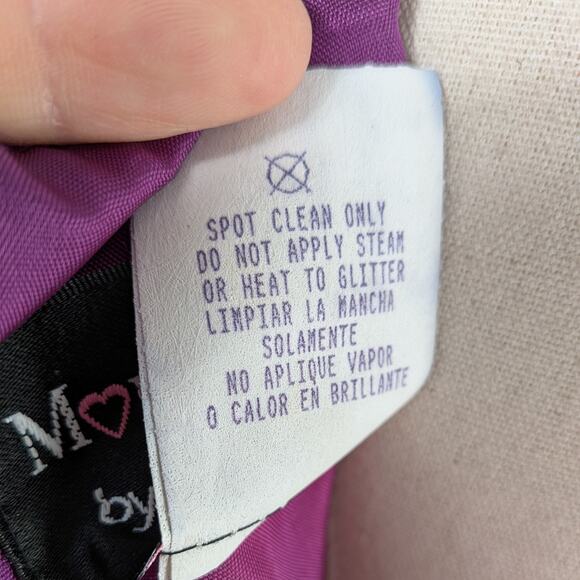 SPOT CLEAN ONLY
DO NOT APPLY STEAM
OR HEAT TO GLITTER
LIMPIAR LA MANCHA
SOLAMENTE
NO APLIQUE VAPOR
O CALOR EN BRILLANTE
by